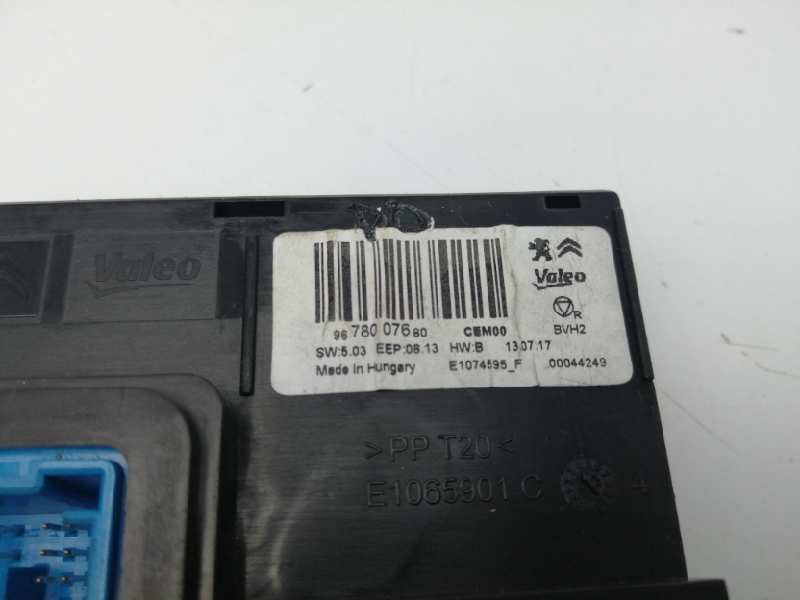 Valeo
96 780 076 80 CEM00
Valeo
R
BVH2
SW:5.03 EEP:08.13 HW:B 13.07.17
Made in Hungary E1074595_F 00044249
>PP T20<
E1065901 C 4